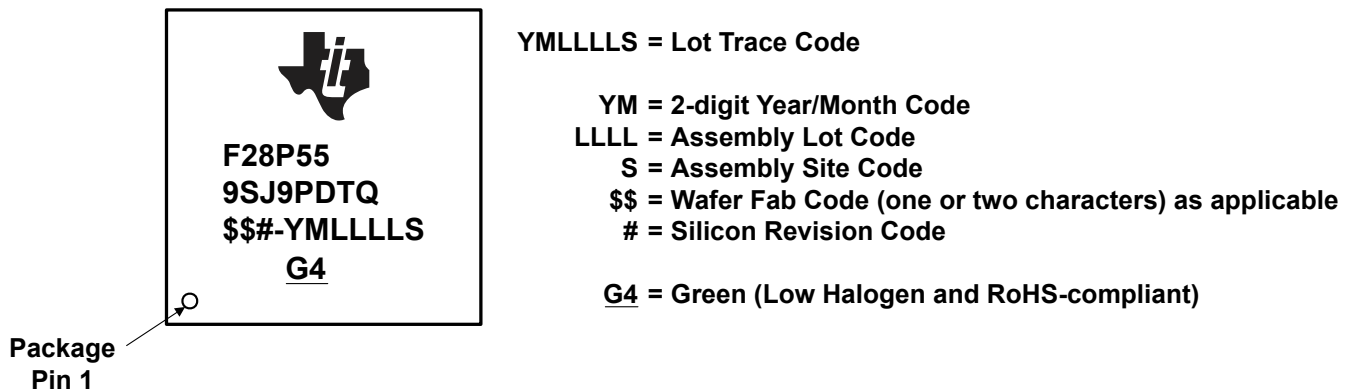 F28P55
9SJ9PDTQ
$$#-YMLLLLS
G4
Package
Pin 1
YMLLLLS = Lot Trace Code
YM = 2-digit Year/Month Code
LLLL = Assembly Lot Code
S = Assembly Site Code
$$ = Wafer Fab Code (one or two characters) as applicable
# = Silicon Revision Code
G4 = Green (Low Halogen and RoHS-compliant)